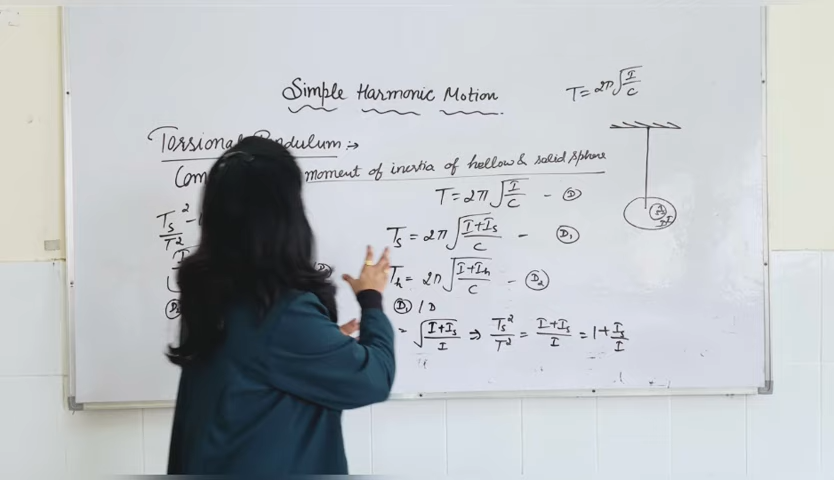 Simple Harmonic Motion
T = 2π √(I/C)
Torsional Pendulum :→
moment of inertia of hollow & solid sphere
T = 2π √(I/C) – (D)
Ts = 2π √((I+Is)/C) – (D1)
Th = 2π √((I+Ih)/C) – (D2)
(D1) / D
= √((I+Is)/I) ⇒ Ts²/T² = (I+Is)/I = 1 + Is/I
Ts²/T² –